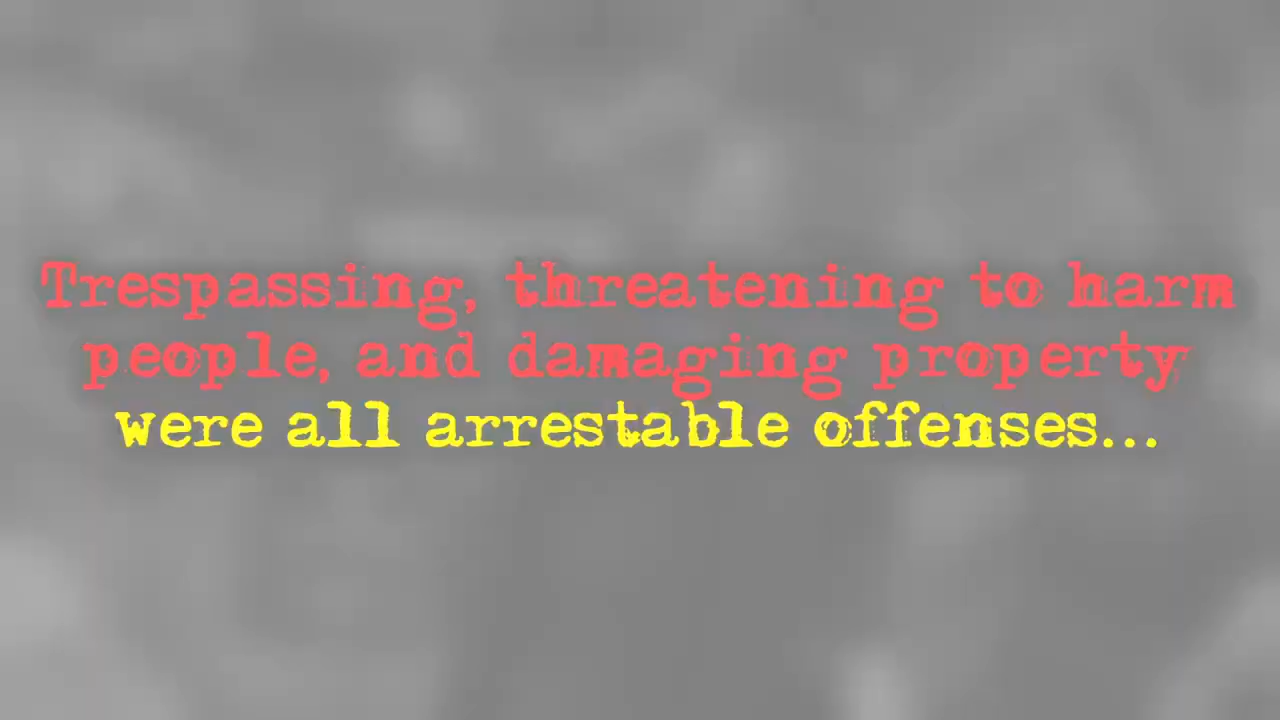 Trespassing, threatening to harm
people, and damaging property
were all arrestable offenses...